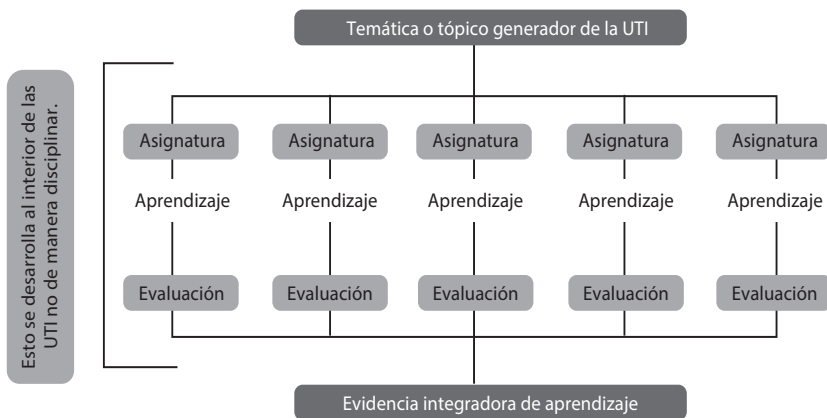 Temática o tópico generador de la UTI
Esto se desarrolla al interior de las
UTI no de manera disciplinar.
Asignatura Asignatura Asignatura Asignatura Asignatura
Aprendizaje Aprendizaje Aprendizaje Aprendizaje Aprendizaje
Evaluación Evaluación Evaluación Evaluación Evaluación
Evidencia integradora de aprendizaje